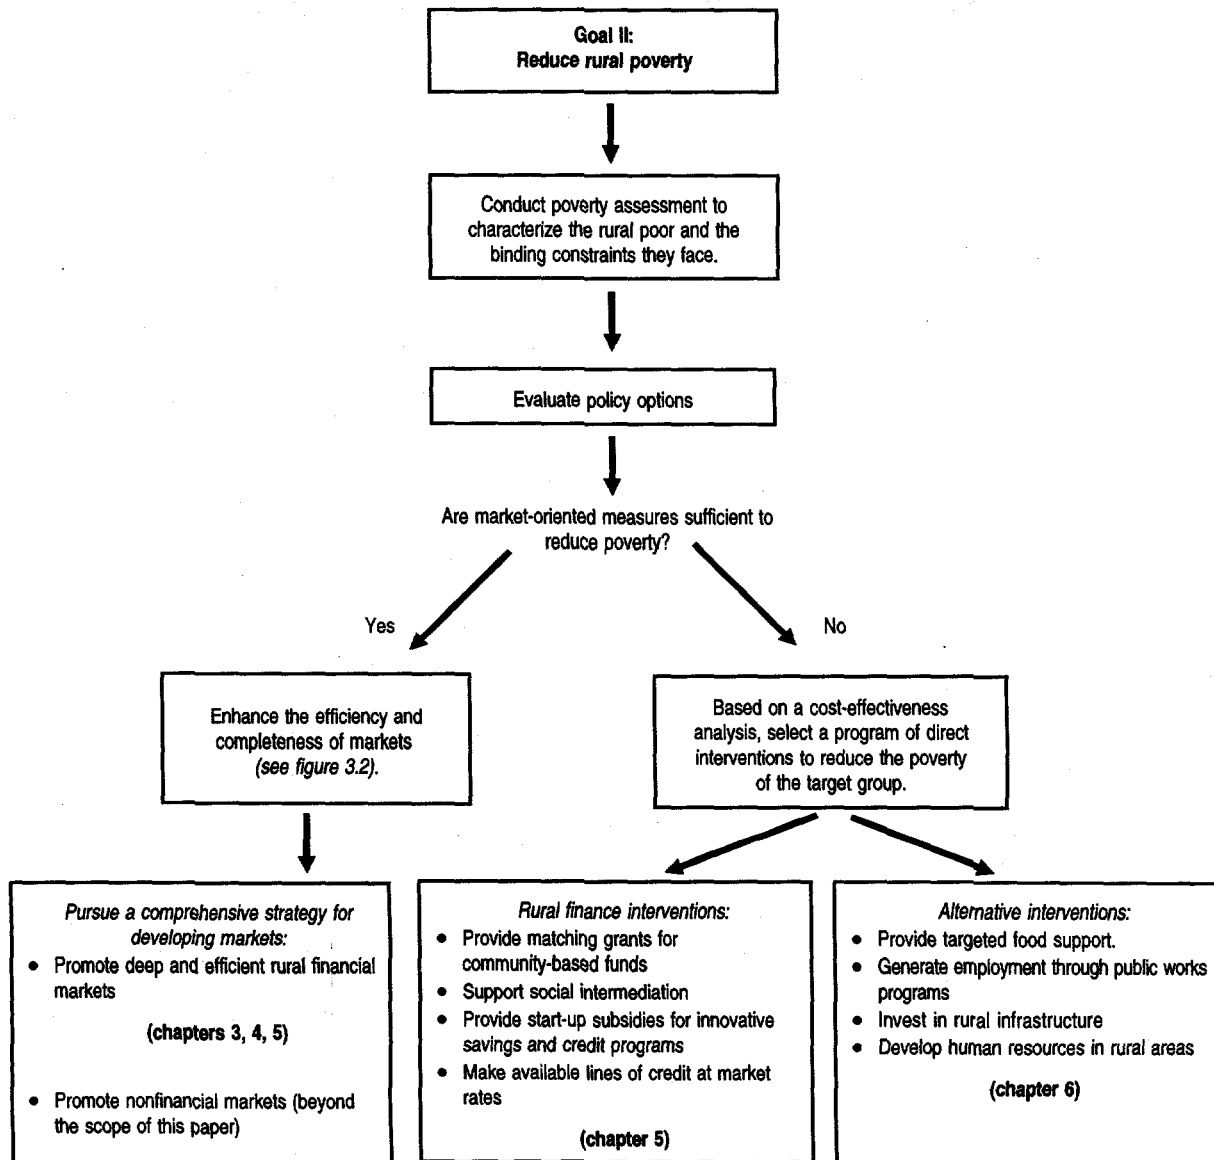 Goal II:
Reduce rural poverty
Conduct poverty assessment to
characterize the rural poor and the
binding constraints they face.
Evaluate policy options
Are market-oriented measures sufficient to
reduce poverty?
Yes
No
Enhance the efficiency and
completeness of markets
(see figure 3.2).
Based on a cost-effectiveness
analysis, select a program of direct
interventions to reduce the poverty
of the target group.
Pursue a comprehensive strategy for
developing markets:
• Promote deep and efficient rural financial
markets
(chapters 3, 4, 5)
• Promote nonfinancial markets (beyond
the scope of this paper)
Rural finance interventions:
• Provide matching grants for
community-based funds
• Support social intermediation
• Provide start-up subsidies for innovative
savings and credit programs
• Make available lines of credit at market
rates
(chapter 5)
Alternative interventions:
• Provide targeted food support.
• Generate employment through public works
programs
• Invest in rural infrastructure
• Develop human resources in rural areas
(chapter 6)